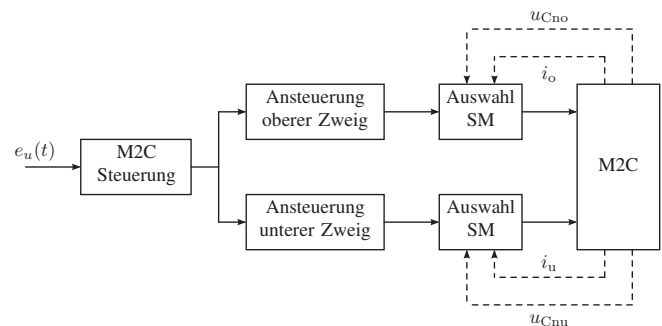 u_Cno
i_o
Ansteuerung
oberer Zweig
Auswahl
SM
e_u(t)
M2C
Steuerung
M2C
Ansteuerung
unterer Zweig
Auswahl
SM
i_u
u_Cnu